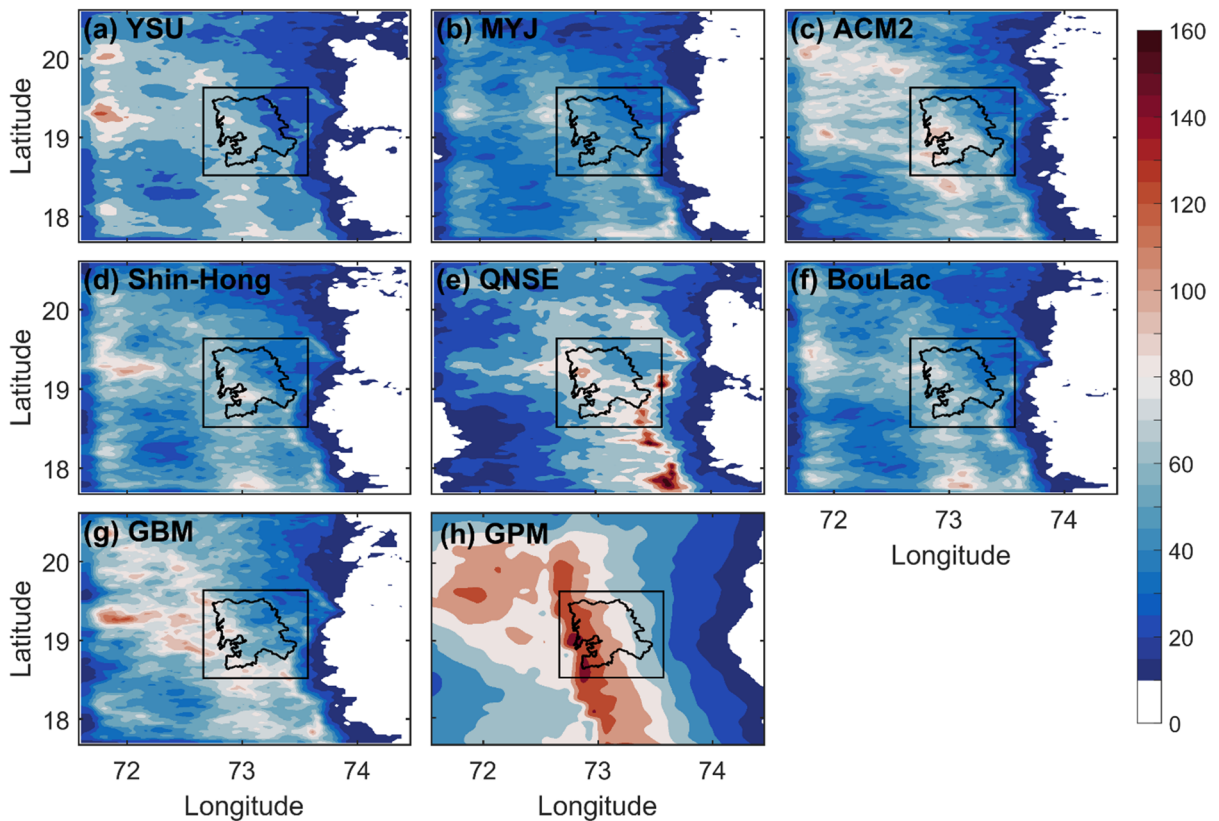 (a) YSU
(b) MYJ
(c) ACM2
160
140
120
100
80
60
40
20
0
20
19
18
Latitude
(d) Shin-Hong
(e) QNSE
(f) BouLac
20
19
18
Latitude
72
73
74
Longitude
(g) GBM
(h) GPM
20
19
18
Latitude
72
73
74
Longitude
72
73
74
Longitude